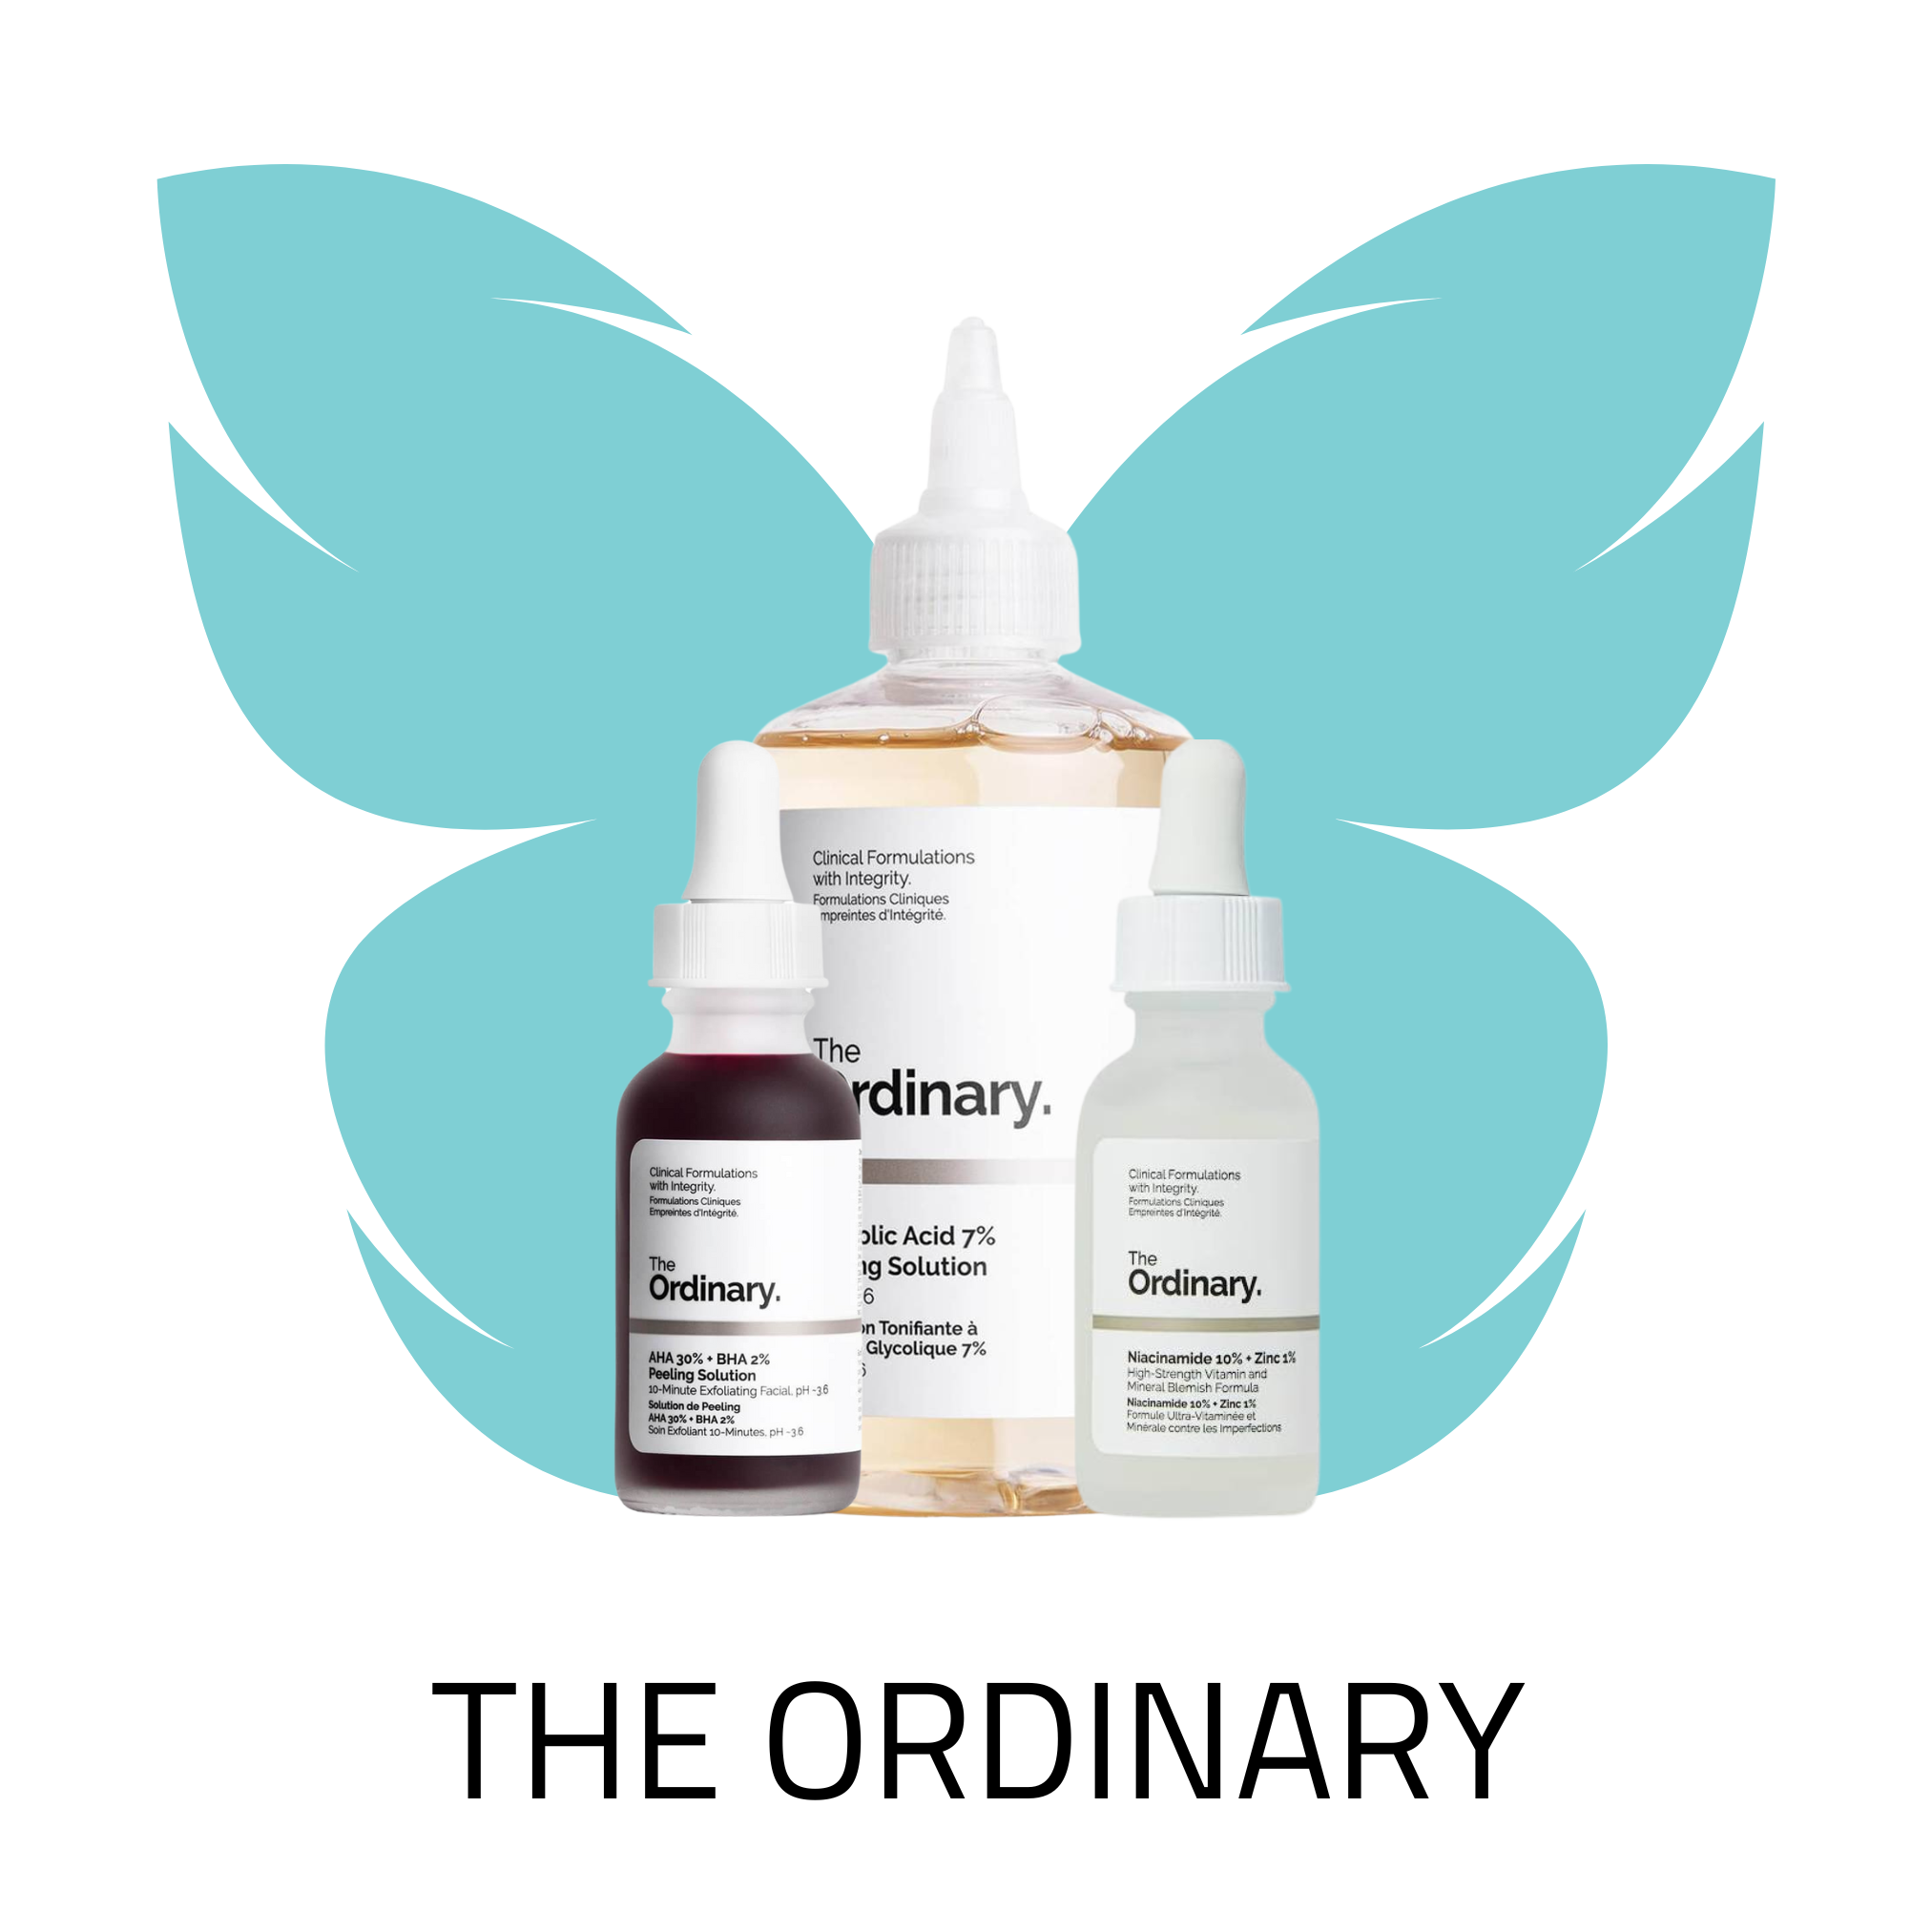 Clinical Formulations
with Integrity.
Formulations Cliniques
Empreintes d'Intégrité.
The
Ordinary.
Acid 7%
Solution
Tonifiante à
Glycolique 7%
Clinical Formulations
with Integrity.
Formulations Cliniques
Empreintes d'Intégrité.
The
Ordinary.
AHA 30% + BHA 2%
Peeling Solution
10-Minute Exfoliating Facial, pH ~3.6
Solution de Peeling
AHA 30% + BHA 2%
Soin Exfoliant 10-Minutes, pH ~3.6
Clinical Formulations
with Integrity.
Formulations Cliniques
Empreintes d'Intégrité.
The
Ordinary.
Niacinamide 10% + Zinc 1%
High-Strength Vitamin and
Mineral Blemish Formula
Niacinamide 10% + Zinc 1%
Formule Ultra-Vitaminée et
Minérale contre les Imperfections
THE ORDINARY